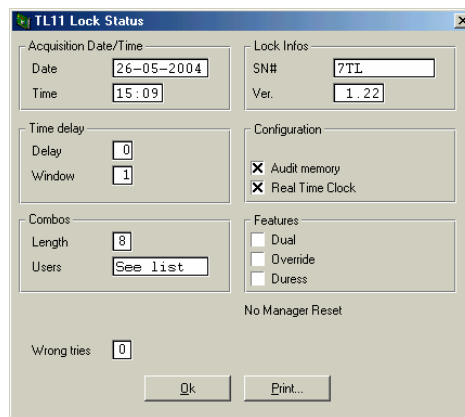 TL11 Lock Status
Acquisition Date/Time
Date 26-05-2004
Time 15:09
Lock Infos
SN# 7TL
Ver. 1.22
Time delay
Delay 0
Window 1
Configuration
Audit memory
Real Time Clock
Combos
Length 8
Users See list
Features
Dual
Override
Duress
No Manager Reset
Wrong tries 0
Ok Print...